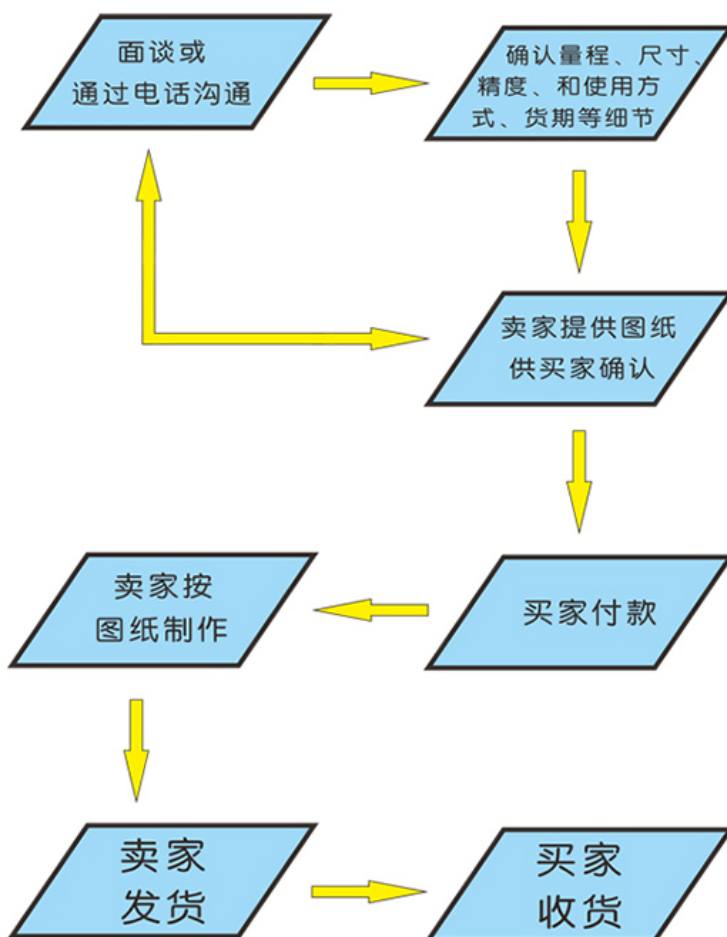 面谈或
通过电话沟通
确认量程、尺寸、
精度、和使用方
式、货期等细节
卖家提供图纸
供买家确认
买家付款
卖家按
图纸制作
卖家
发货
买家
收货